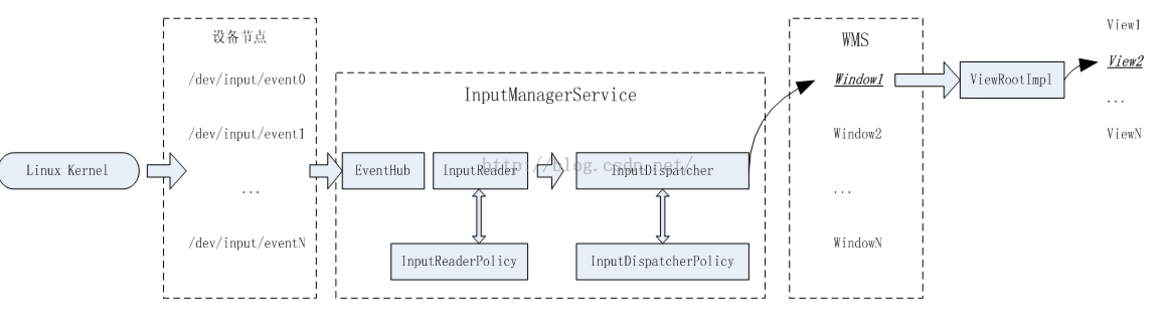 设备节点
/dev/input/event0
/dev/input/event1
...
/dev/input/eventN
Linux Kernel
InputManagerService
EventHub
InputReader
InputDispatcher
http://blog.csdn.net/
InputReaderPolicy
InputDispatcherPolicy
WMS
Window1
Window2
...
WindowN
ViewRootImpl
View1
View2
...
ViewN